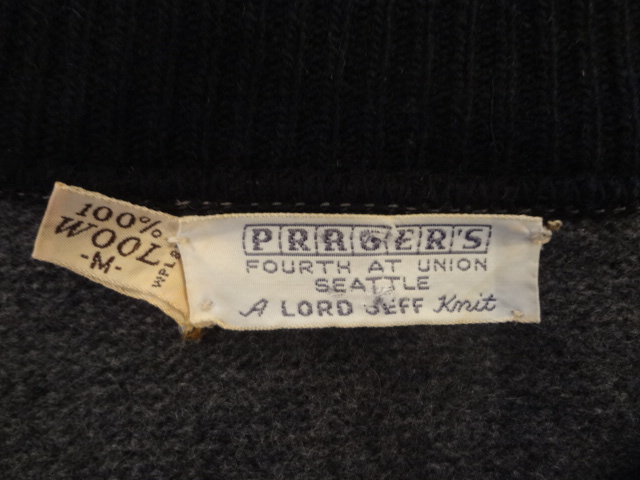 100%
WOOL
-M-
PRAGER'S
FOURTH AT UNION
SEATTLE
A LORD JEFF Knit